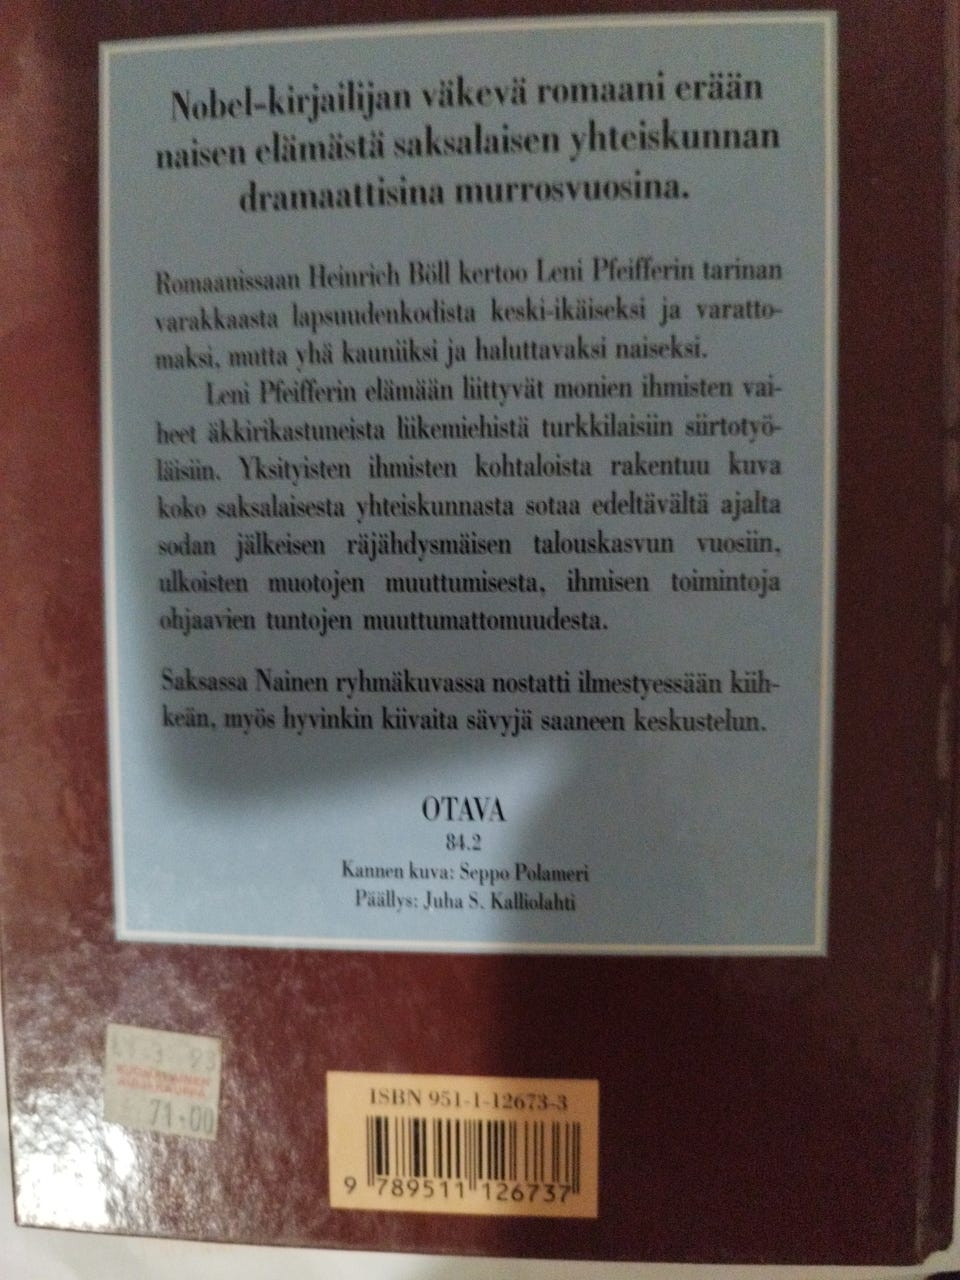 Nobel-kirjailijan väkevä romaani erään
naisen elämästä saksalaisen yhteiskunnan
dramaattisina murrosvuosina.
Romaanissaan Heinrich Böll kertoo Leni Pfeifferin tarinan
varakkaasta lapsuudenkodista keski-ikäiseksi ja varatto-
maksi, mutta yhä kauniiksi ja haluttavaksi naiseksi.
Leni Pfeifferin elämään liittyvät monien ihmisten vai-
heet äkkirikastuneista liikemiehistä turkkilaisiin siirtotyö-
läisiin. Yksityisten ihmisten kohtaloista rakentuu kuva
koko saksalaisesta yhteiskunnasta sotaa edeltävältä ajalta
sodan jälkeisen räjähdysmäisen talouskasvun vuosiin,
ulkoisten muotojen muuttumisesta, ihmisen toimintoja
ohjaavien tuntojen muuttumattomuudesta.
Saksassa Nainen ryhmäkuvassa nostatti ilmestyessään kiih-
keän, myös hyvinkin kiivaita sävyjä saaneen keskustelun.
OTAVA
84.2
Kannen kuva: Seppo Polameri
Päällys: Juha S. Kalliolahti
71.00
ISBN 951-1-12673-3
9 789511 126737